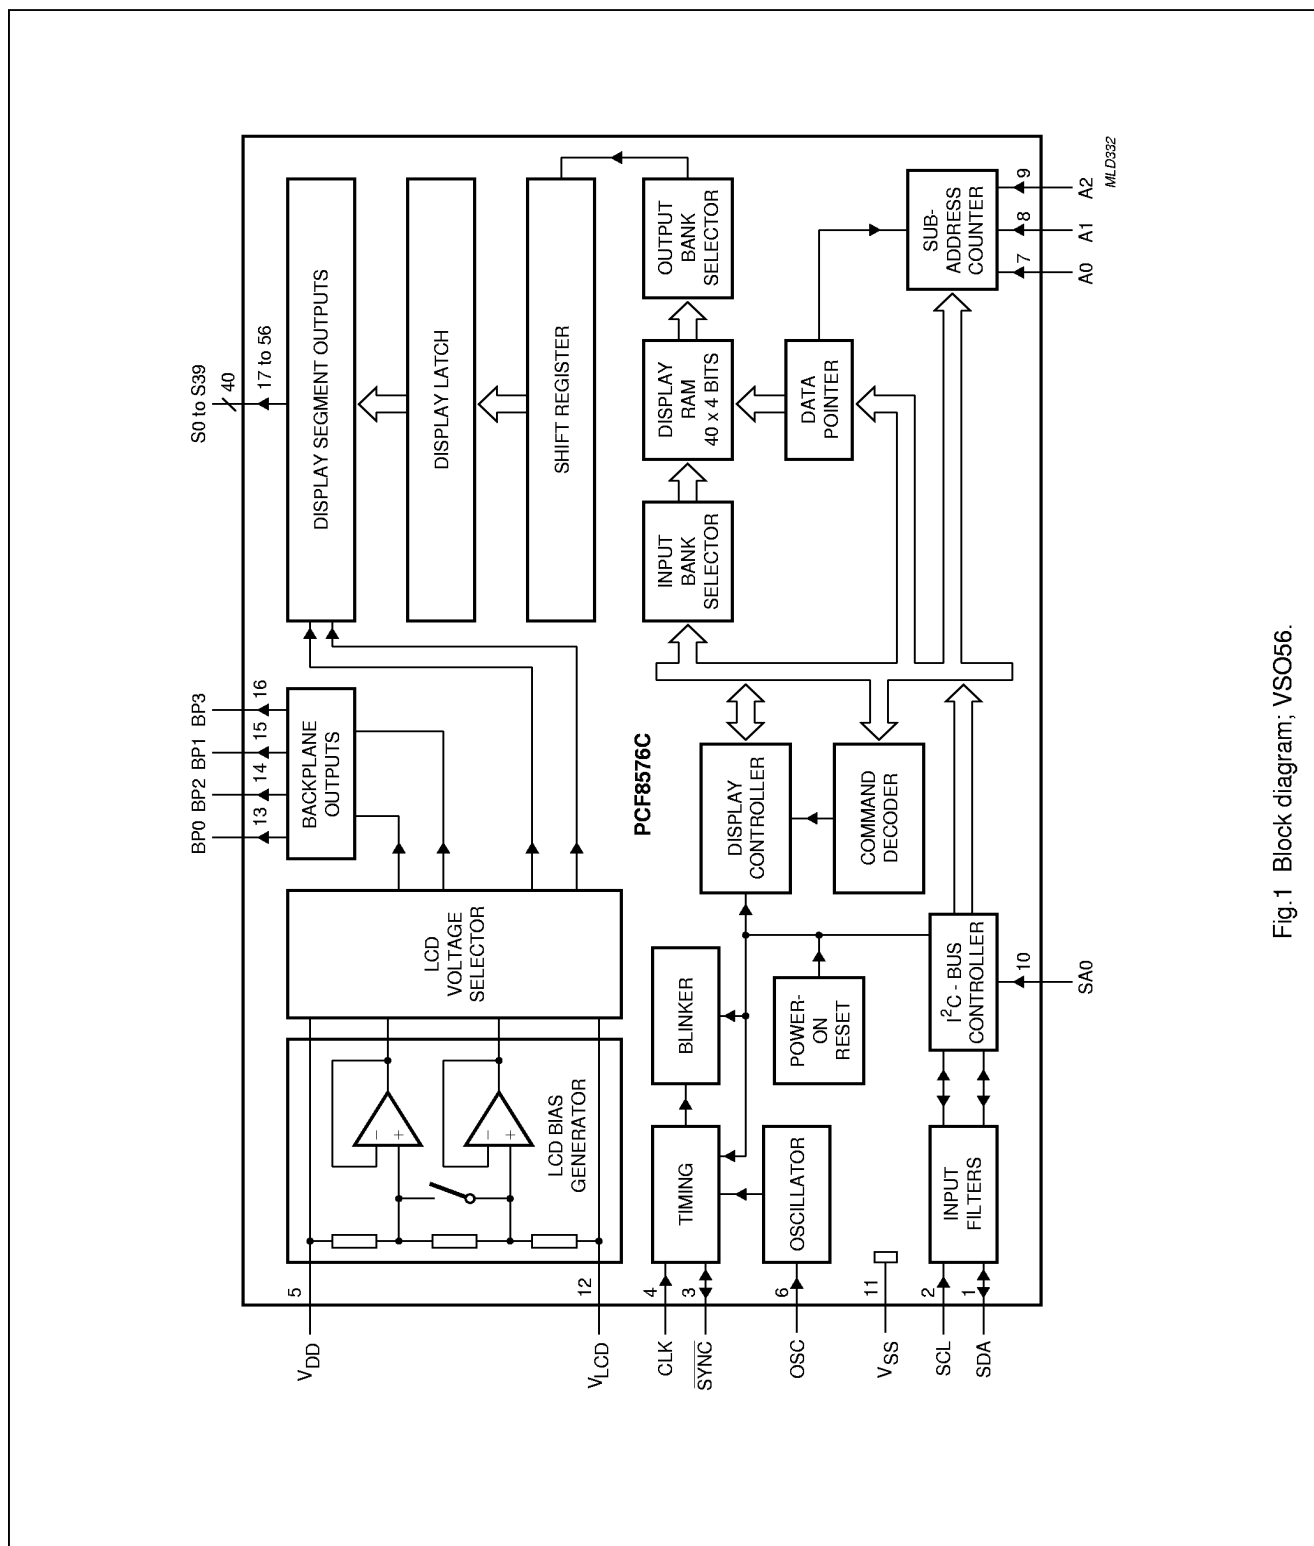 S0 to S39
40
17 to 56
BP0
BP2
BP1
BP3
13
14
15
16
BACKPLANE
OUTPUTS
DISPLAY SEGMENT OUTPUTS
DISPLAY LATCH
SHIFT REGISTER
LCD
VOLTAGE
SELECTOR
LCD BIAS
GENERATOR
−
+
−
+
VDD
5
VLCD
12
PCF8576C
INPUT
BANK
SELECTOR
DISPLAY
RAM
40 x 4 BITS
OUTPUT
BANK
SELECTOR
CLK
4
SYNC
3
TIMING
BLINKER
DISPLAY
CONTROLLER
DATA
POINTER
OSC
6
OSCILLATOR
POWER-
ON
RESET
COMMAND
DECODER
VSS
11
SCL
2
SDA
1
INPUT
FILTERS
I2C - BUS
CONTROLLER
SUB-
ADDRESS
COUNTER
10
SA0
7
8
9
A0
A1
A2
MLD332
Fig.1 Block diagram; VSO56.